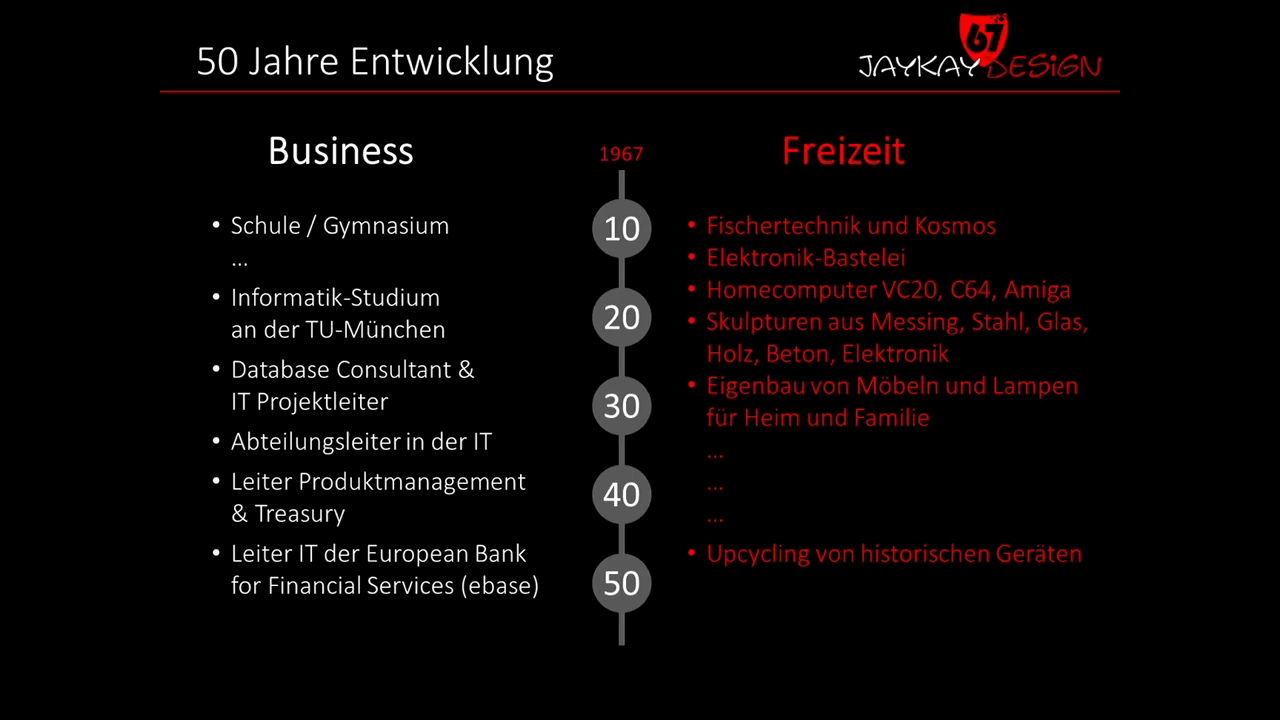 50 Jahre Entwicklung
67
JAYKAY DESiGN
Business
1967
Freizeit
• Schule / Gymnasium
...
• Informatik-Studium
an der TU-München
• Database Consultant &
IT Projektleiter
• Abteilungsleiter in der IT
• Leiter Produktmanagement
& Treasury
• Leiter IT der European Bank
for Financial Services (ebase)
10
20
30
40
50
• Fischertechnik und Kosmos
• Elektronik-Bastelei
• Homecomputer VC20, C64, Amiga
• Skulpturen aus Messing, Stahl, Glas,
Holz, Beton, Elektronik
• Eigenbau von Möbeln und Lampen
für Heim und Familie
...
...
...
• Upcycling von historischen Geräten